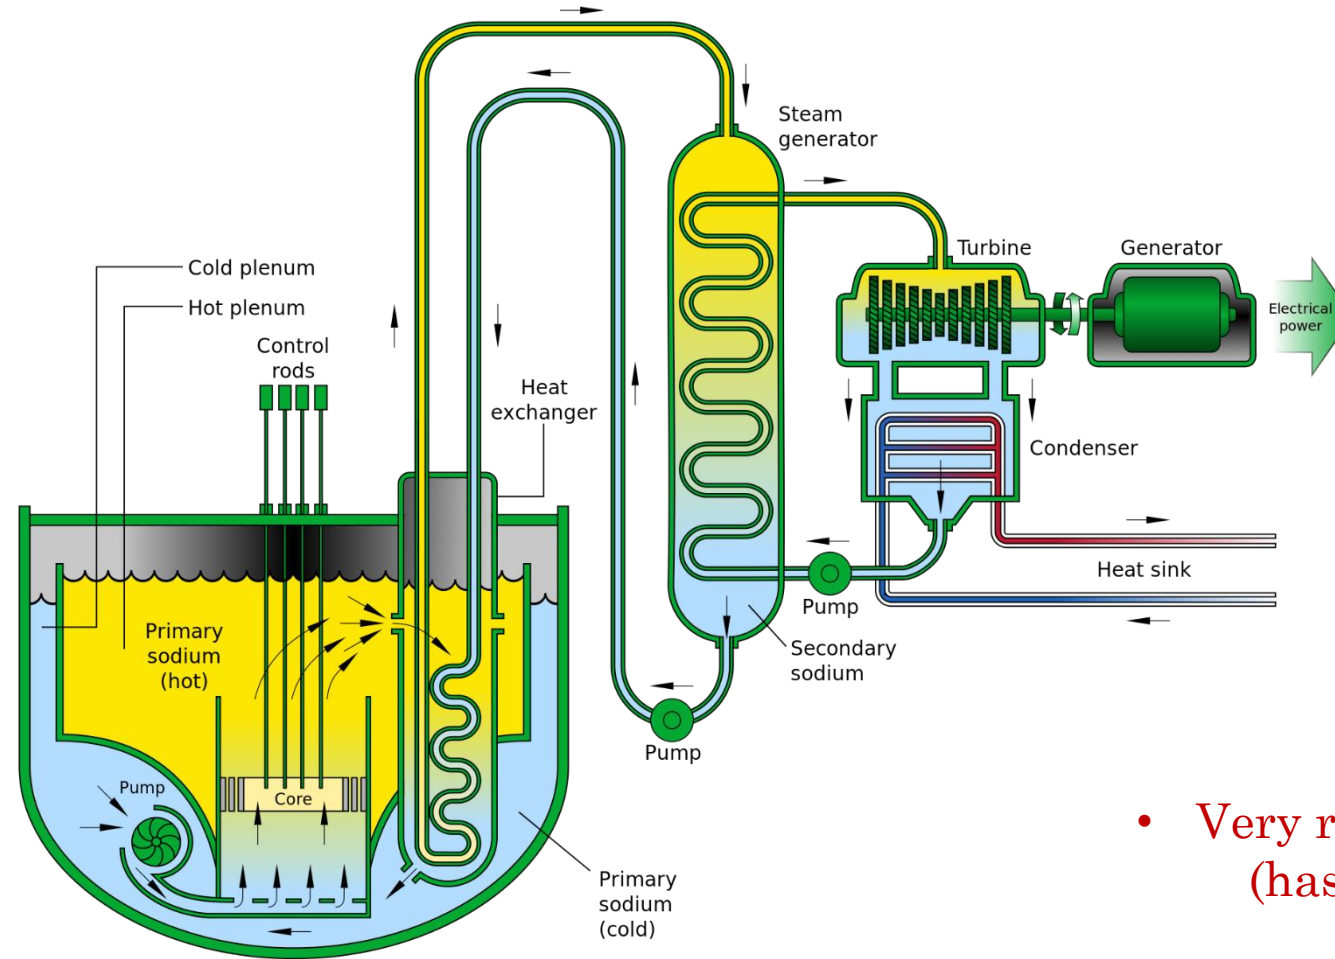 Steam
generator
Turbine
Generator
Cold plenum
Hot plenum
Electrical
power
Control
rods
Heat
exchanger
Condenser
Heat sink
Pump
Primary
sodium
(hot)
Secondary
sodium
Pump
Pump
Core
Primary
sodium
(cold)
• Very
(has